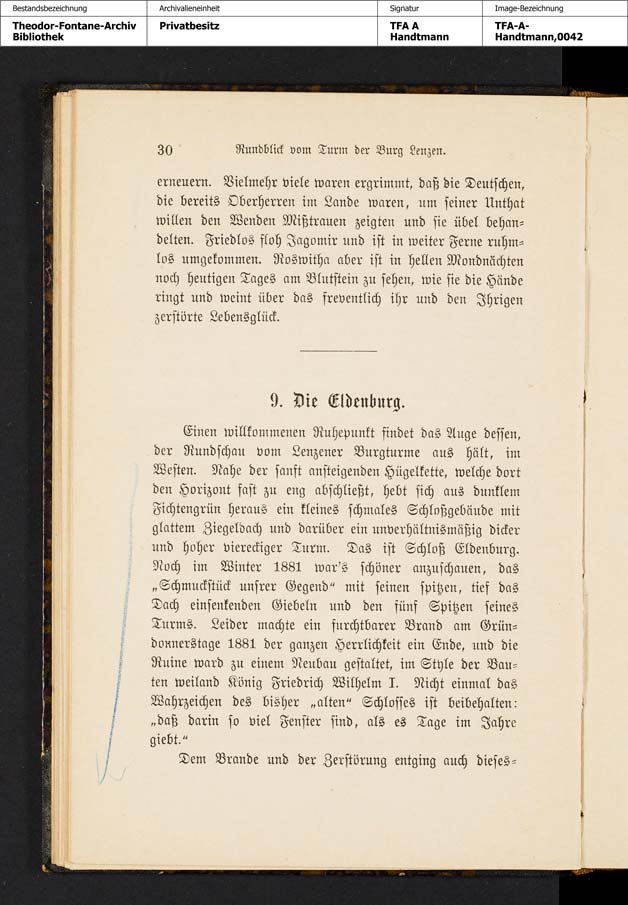 Bestandsbezeichnung
Archivalieneinheit
Signatur
Image-Bezeichnung
Theodor-Fontane-Archiv
Bibliothek
Privatbesitz
TFA A
Handtmann
TFA-A-
Handtmann,0042
30 Rundblick vom Turm der Burg Lenzen.
erneuern. Vielmehr viele waren ergrimmt, daß die Deutschen,
die bereits Oberherren im Lande waren, um seiner Unthat
willen den Wenden Mißtrauen zeigten und sie übel behan-
delten. Friedlos floh Jagomir und ist in weiter Ferne ruhm-
los umgekommen. Roswitha aber ist in hellen Mondnächten
noch heutigen Tages am Blutstein zu sehen, wie sie die Hände
ringt und weint über das freventlich ihr und den Ihrigen
zerstörte Lebensglück.
9. Die Eldenburg.
Einen willkommenen Ruhepunkt findet das Auge dessen,
der Rundschau vom Lenzener Burgturme aus hält, im
Westen. Nahe der sanft ansteigenden Hügelkette, welche dort
den Horizont fast zu eng abschließt, hebt sich aus dunklem
Fichtengrün heraus ein kleines schmales Schloßgebäude mit
glattem Ziegeldach und darüber ein unverhältnismäßig dicker
und hoher viereckiger Turm. Das ist Schloß Eldenburg.
Noch im Winter 1881 war's schöner anzuschauen, das
„Schmuckstück unsrer Gegend“ mit seinen spitzen, tief das
Dach einsenkenden Giebeln und den fünf Spitzen seines
Turms. Leider machte ein furchtbarer Brand am Grün-
donnerstage 1881 der ganzen Herrlichkeit ein Ende, und die
Ruine ward zu einem Neubau gestaltet, im Style der Bau-
ten weiland König Friedrich Wilhelm I. Nicht einmal das
Wahrzeichen des bisher „alten“ Schlosses ist beibehalten:
„daß darin so viel Fenster sind, als es Tage im Jahre
giebt.“
Dem Brande und der Zerstörung entging auch dieses-